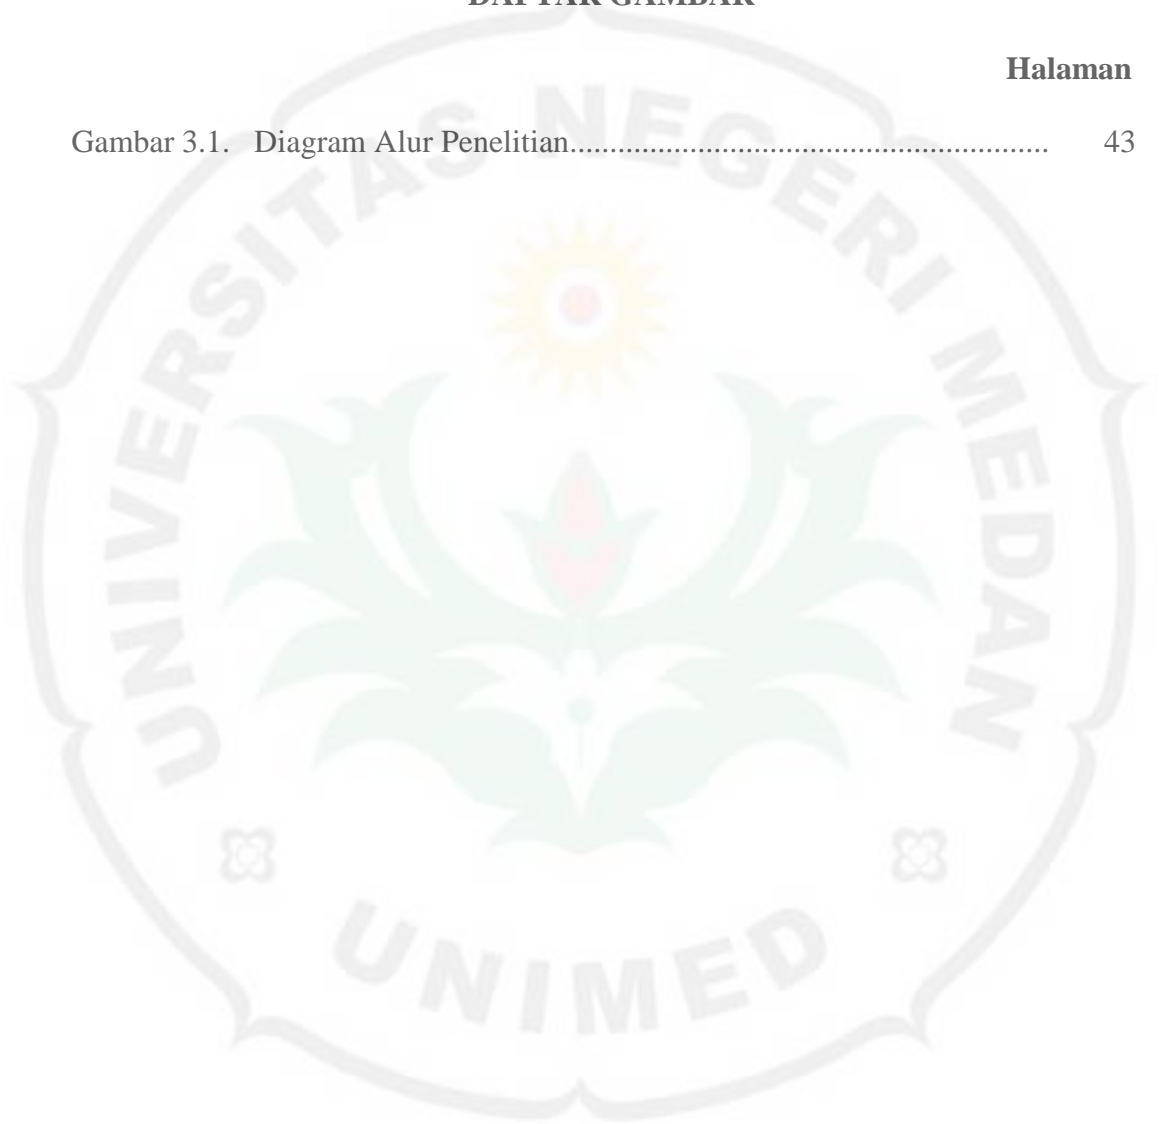 DAFTAR GAMBAR
Halaman
Gambar 3.1. Diagram Alur Penelitian............................................................ 43
UNIVERSITAS NEGERI MEDAN
UNIMED